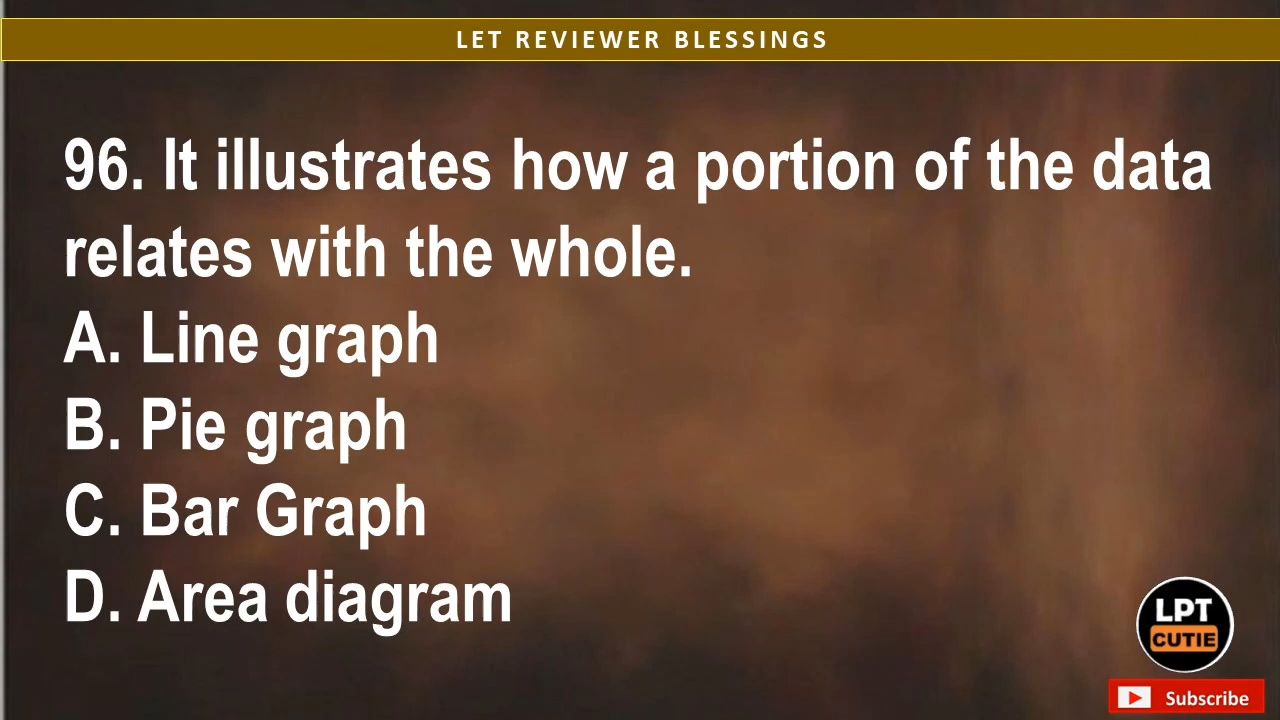 LET REVIEWER BLESSINGS
96. It illustrates how a portion of the data
relates with the whole.
A. Line graph
B. Pie graph
C. Bar Graph
D. Area diagram
LPT
CUTIE
Subscribe